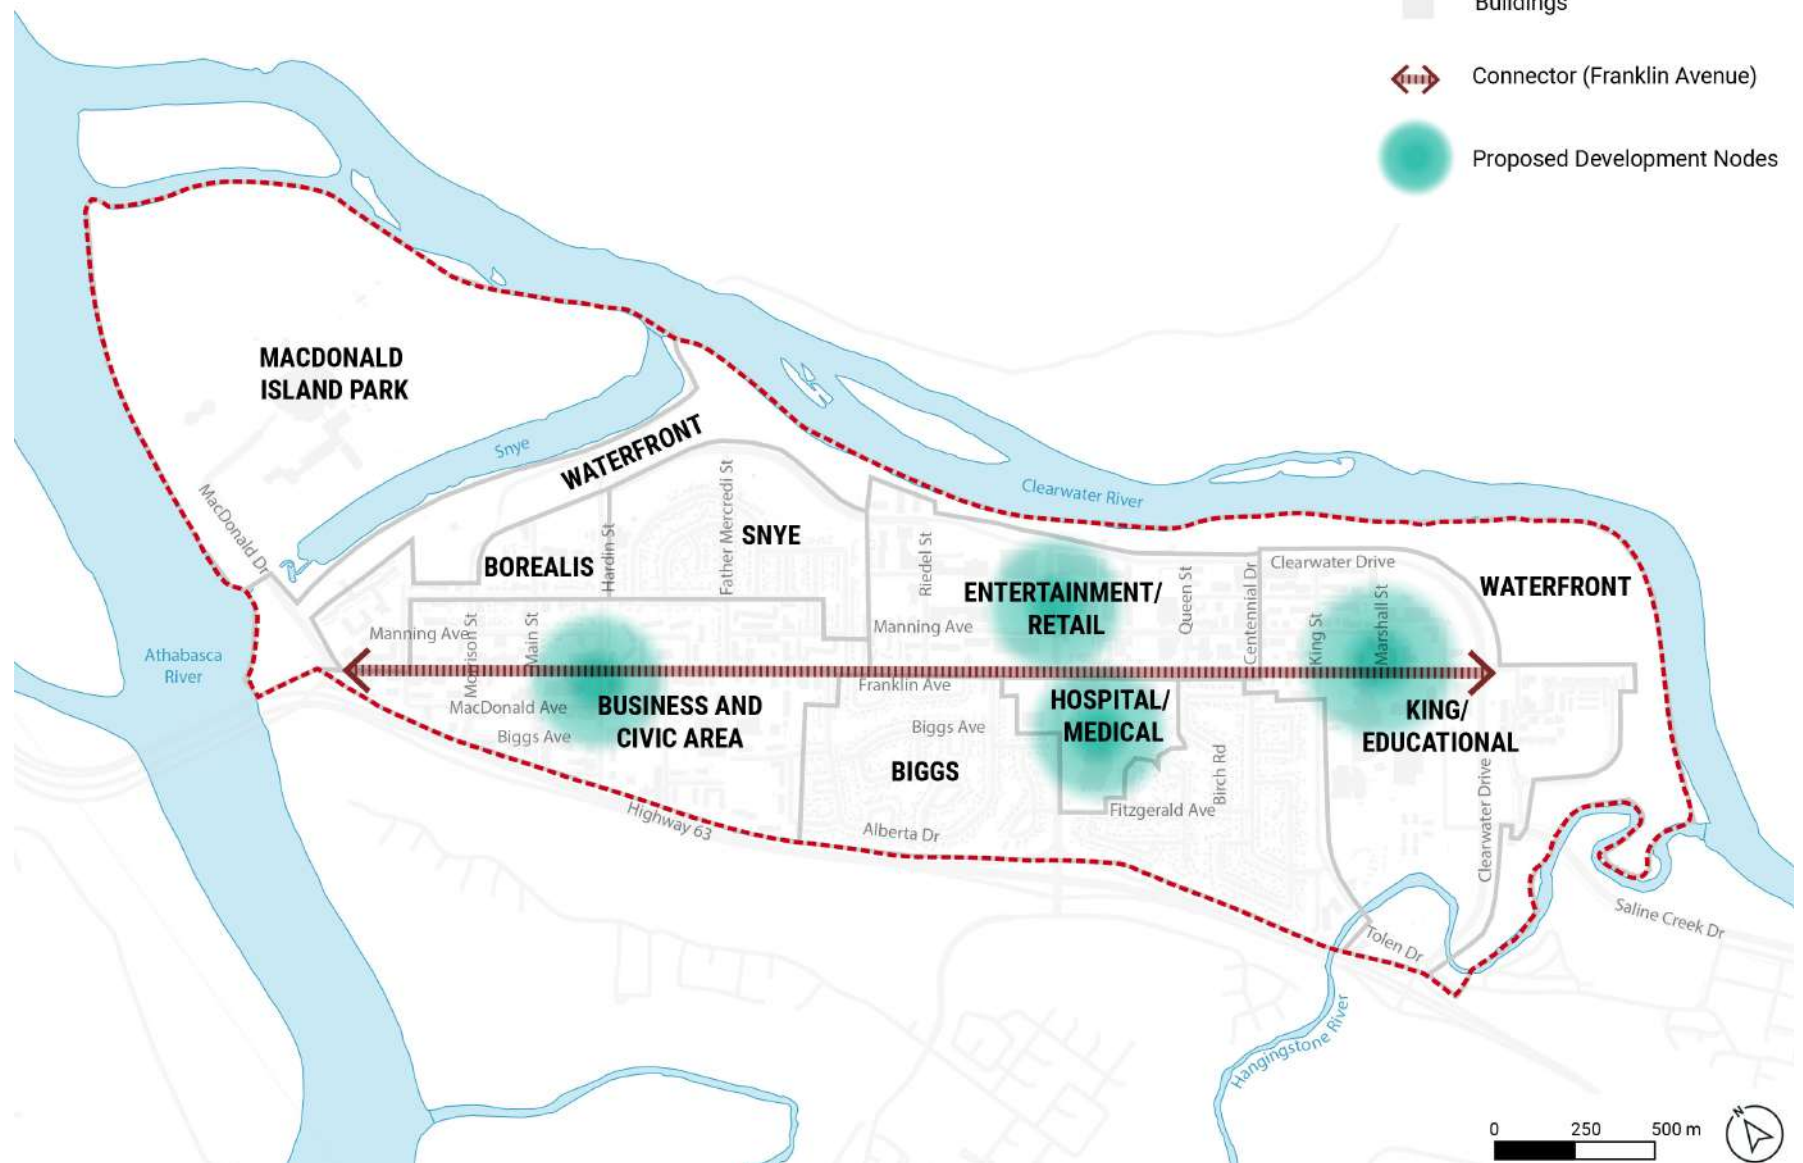 Buildings
Connector (Franklin Avenue)
Proposed Development Nodes
MACDONALD
ISLAND PARK
Snye
WATERFRONT
MacDonald Dr
Clearwater River
Father Mercredi St
SNYE
Hardin St
BOREALIS
Riedel St
ENTERTAINMENT/
RETAIL
Queen St
Centennial Dr
Clearwater Drive
WATERFRONT
Marshall St
King St
Manning Ave
Morrison St
Main St
Manning Ave
Athabasca
River
Franklin Ave
MacDonald Ave
Biggs Ave
BUSINESS AND
CIVIC AREA
Biggs Ave
BIGGS
HOSPITAL/
MEDICAL
KING/
EDUCATIONAL
Birch Rd
Fitzgerald Ave
Clearwater Drive
Highway 63
Alberta Dr
Saline Creek Dr
Tolen Dr
Hangingstone River
0 250 500 m
N